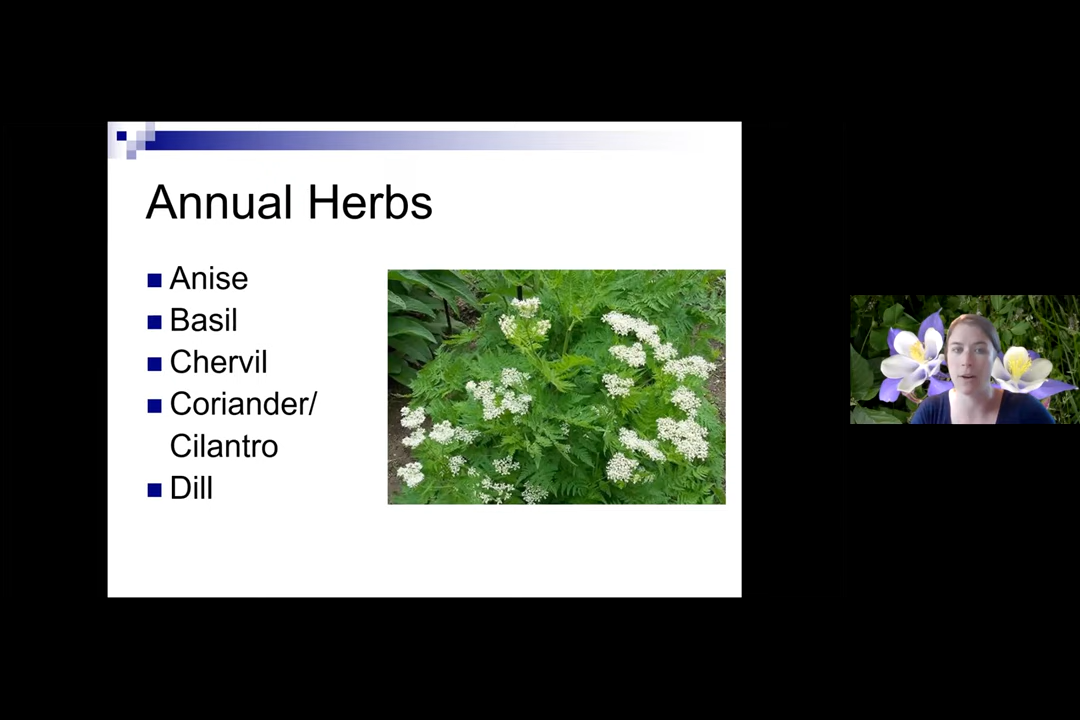 Annual Herbs
Anise
Basil
Chervil
Coriander/
Cilantro
Dill